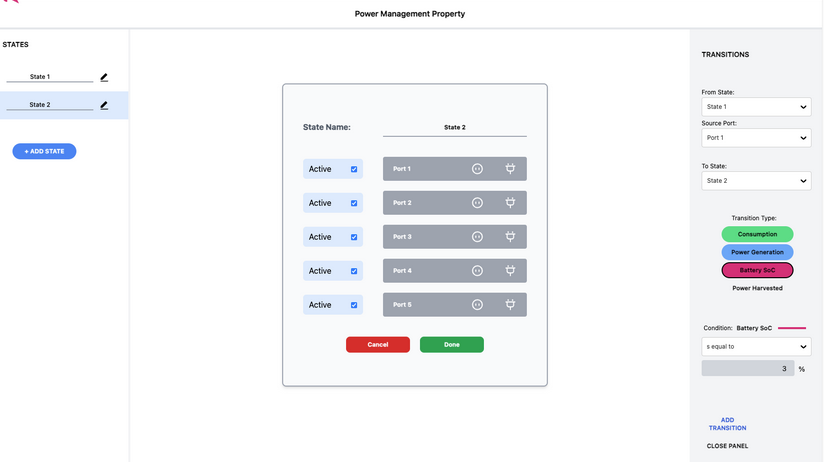 Power Management Property
STATES
State 1
State 2
+ ADD STATE
State Name: State 2
Active Port 1
Active Port 2
Active Port 3
Active Port 4
Active Port 5
Cancel Done
TRANSITIONS
From State:
State 1
Source Port:
Port 1
To State:
State 2
Transition Type:
Consumption
Power Generation
Battery SoC
Power Harvested
Condition: Battery SoC
s equal to
3 %
ADD
TRANSITION
CLOSE PANEL